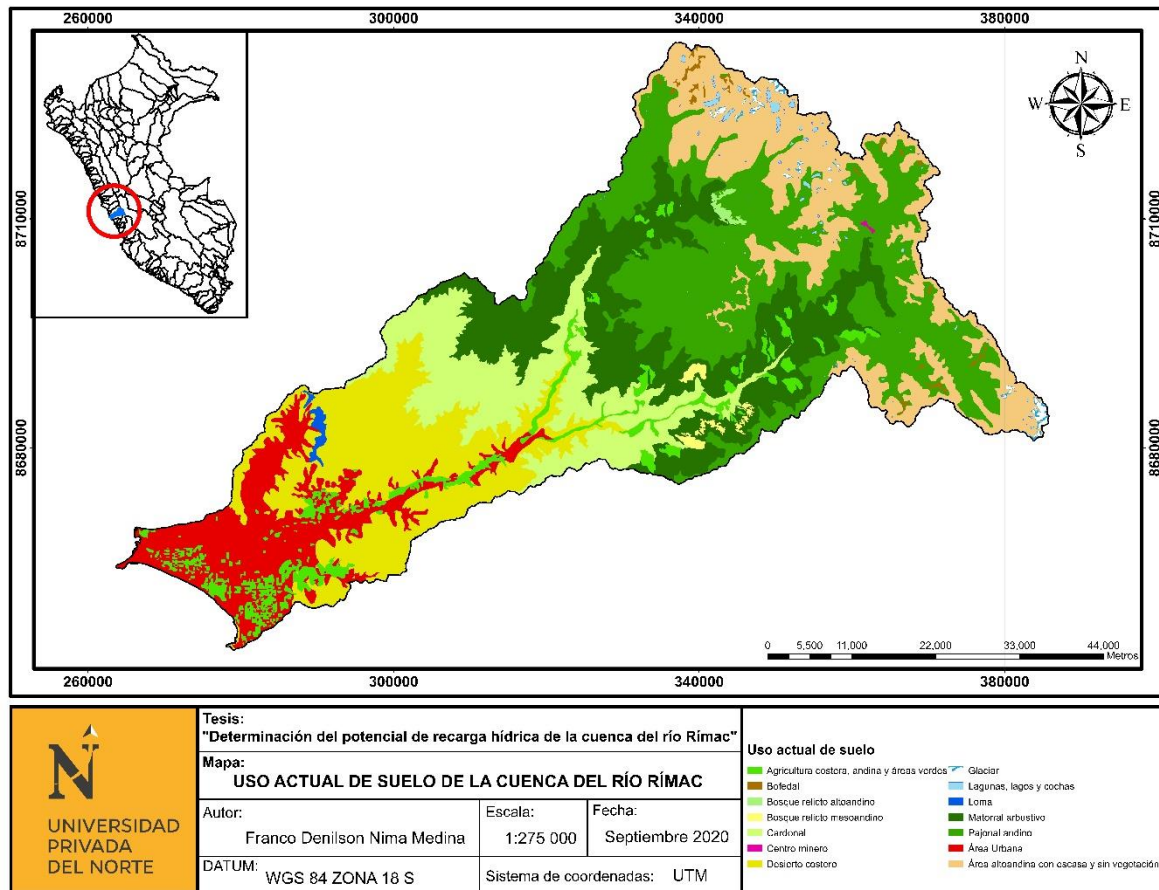 260000 300000 340000 380000
N
W E
S
8710000 8710000
8680000 8680000
0 5,500 11,000 22,000 33,000 44,000
Metros
260000 300000 340000 380000
N
UNIVERSIDAD
PRIVADA
DEL NORTE
Tesis:
"Determinación del potencial de recarga hídrica de la cuenca del río Rímac"
Mapa:
USO ACTUAL DE SUELO DE LA CUENCA DEL RÍO RÍMAC
Autor:
Franco Denilson Nima Medina
Escala:
1:275 000
Fecha:
Septiembre 2020
DATUM:
WGS 84 ZONA 18 S
Sistema de coordenadas: UTM
Uso actual de suelo
Agricultura costera, andina y áreas verdes
Bofedal
Bosque relicto altoandino
Bosque relicto mesoandino
Cardonal
Centro minero
Desierto costero
Glaciar
Lagunas, lagos y cochas
Loma
Matorral arbustivo
Pajonal andino
Área Urbana
Área altoandina con escasa y sin vegetación